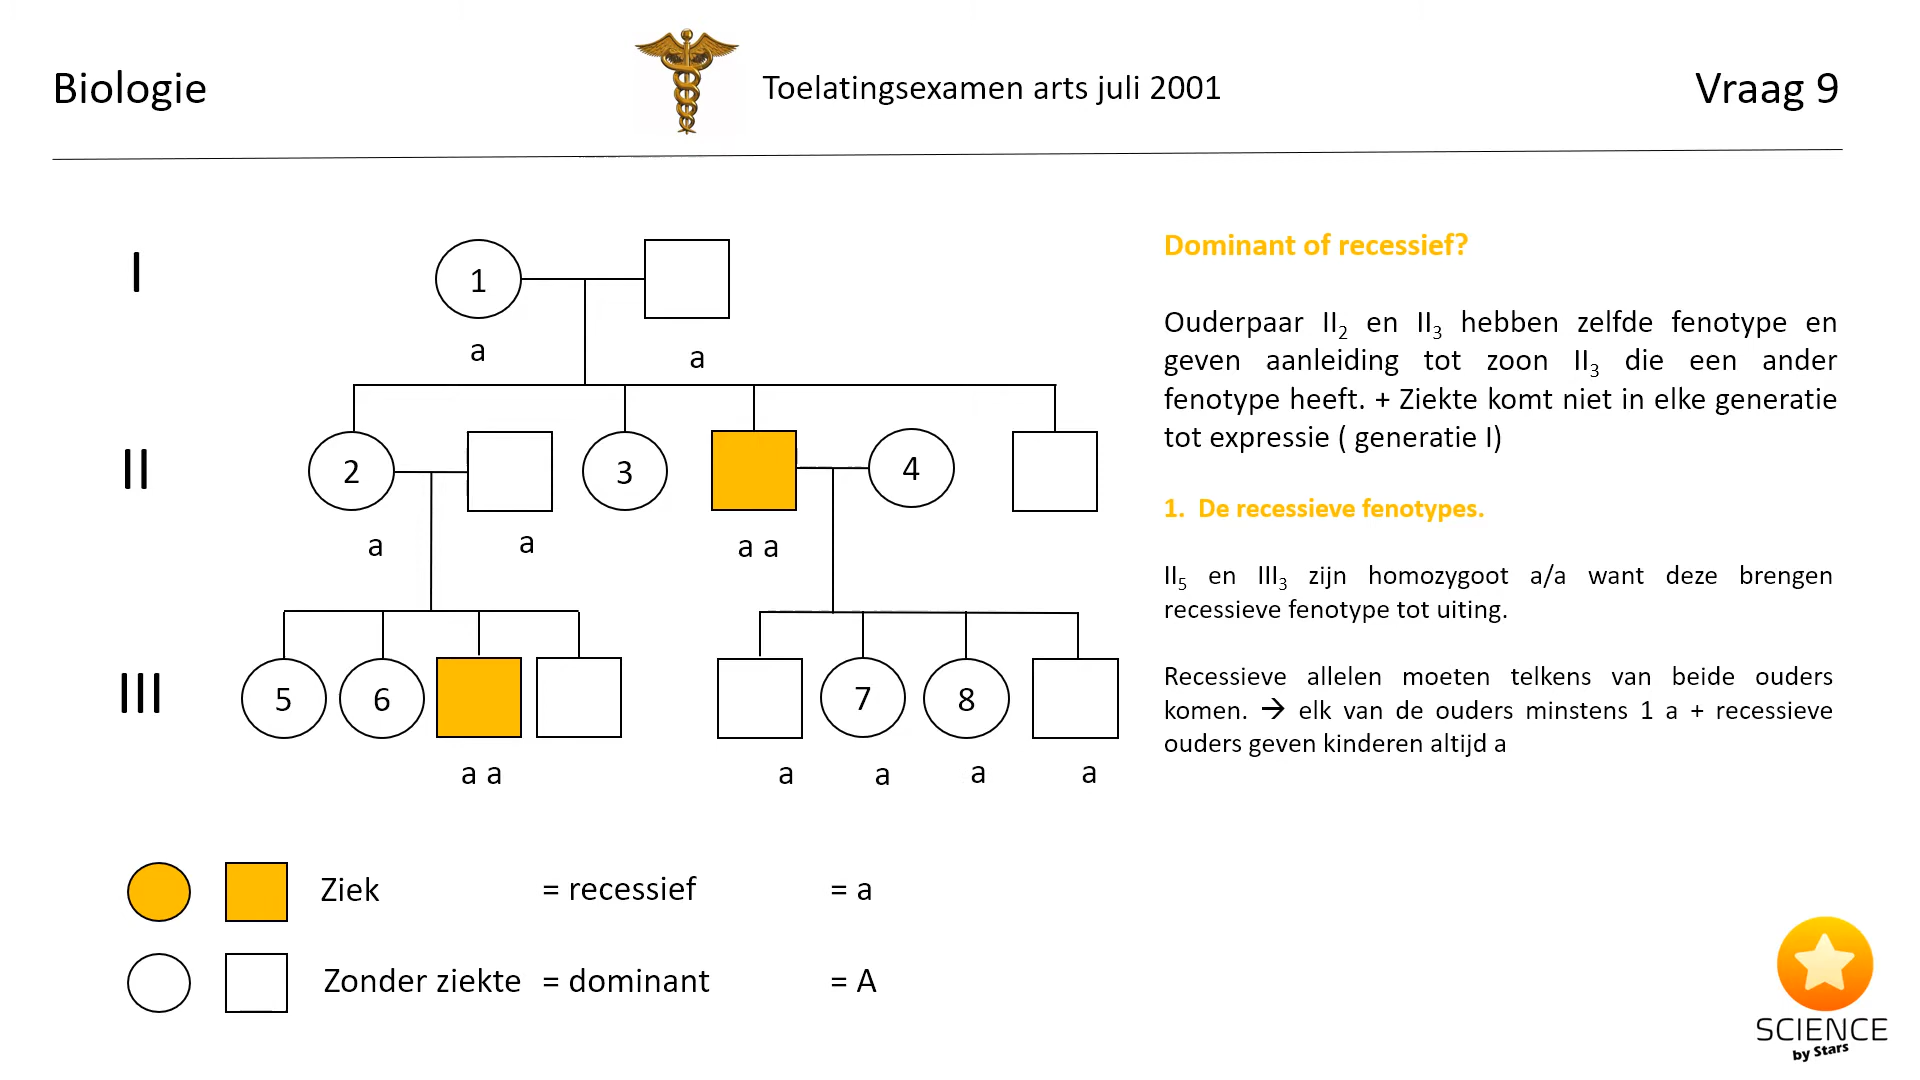 Biologie
Toelatingsexamen arts juli 2001
Vraag 9
I
1
a
a
II
2
3
4
a
a
a a
III
5
6
7
8
a a
a
a
a
a
Dominant of recessief?
Ouderpaar II₂ en II₃ hebben zelfde fenotype en
geven aanleiding tot zoon II₃ die een ander
fenotype heeft. + Ziekte komt niet in elke generatie
tot expressie ( generatie I)
1. De recessieve fenotypes.
II₅ en III₃ zijn homozygoot a/a want deze brengen
recessieve fenotype tot uiting.
Recessieve allelen moeten telkens van beide ouders
komen. → elk van de ouders minstens 1 a + recessieve
ouders geven kinderen altijd a
Ziek = recessief = a
Zonder ziekte = dominant = A
SCIENCE
by Stars